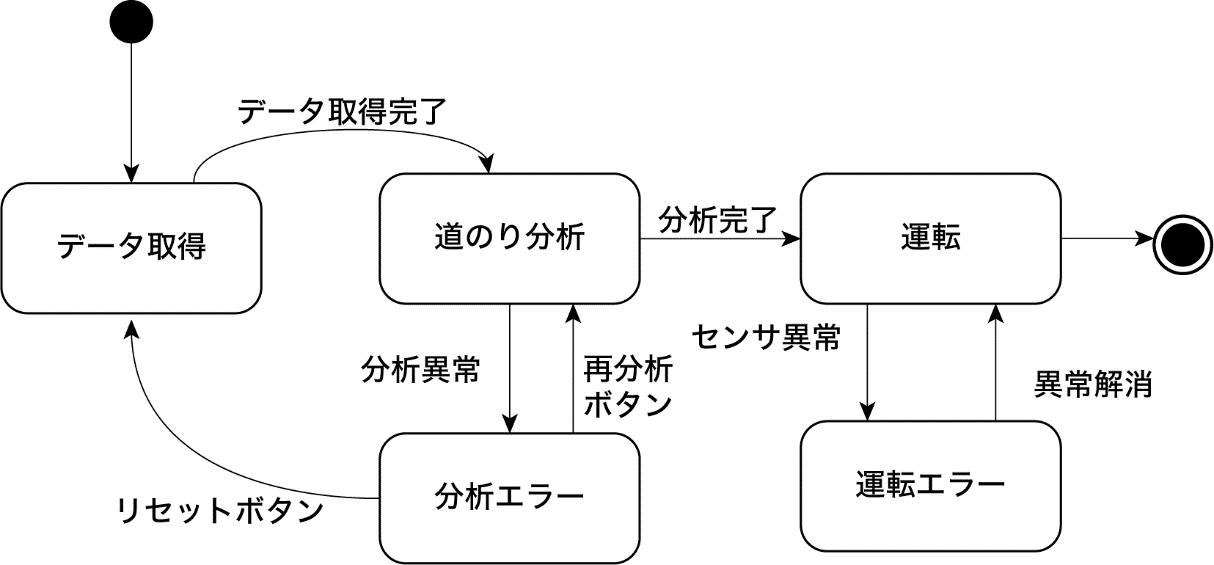 データ取得完了
データ取得
道のり分析
分析完了
運転
センサ異常
分析異常
再分析
ボタン
異常解消
リセットボタン
分析エラー
運転エラー